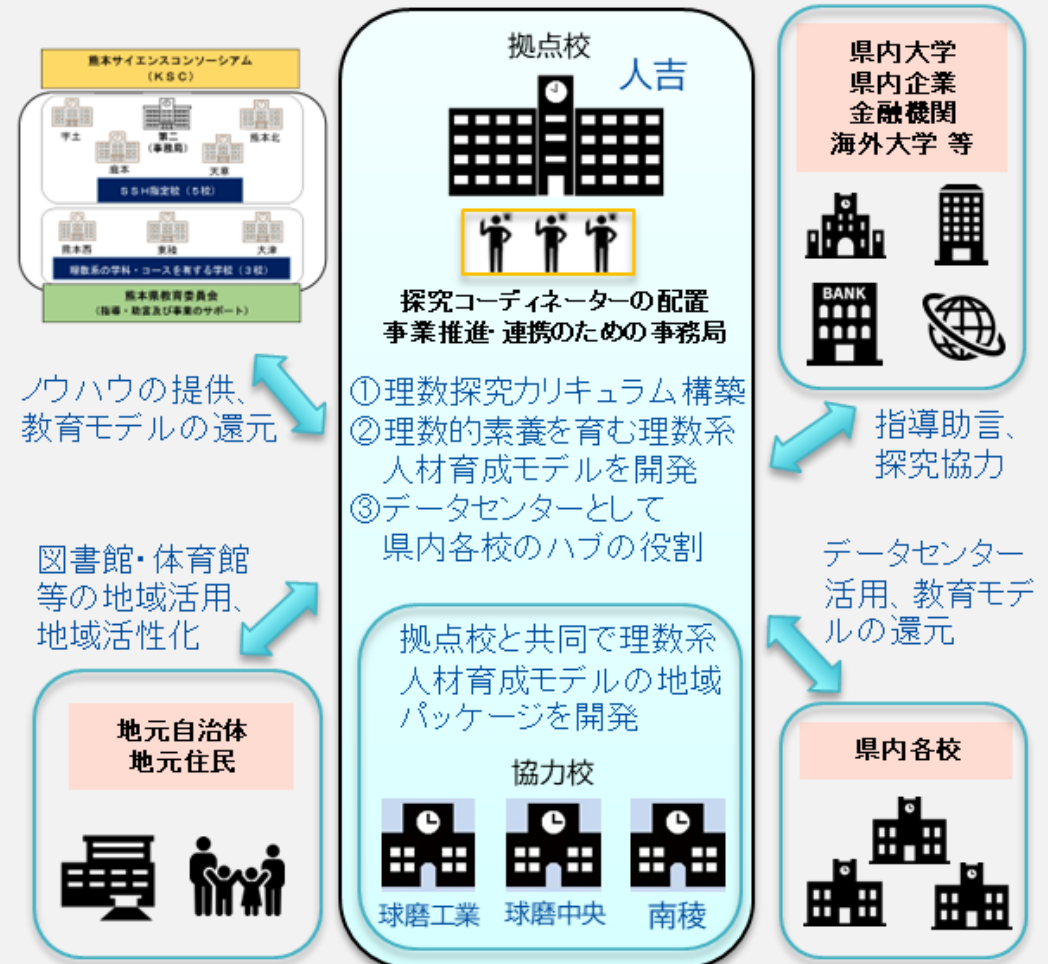 熊本サイエンスコンソーシアム
(KSC)
宇土
第二
(事務局)
熊本北
熊本
天草
SSH指定校(5校)
熊本西
東稜
大津
理数系の学科・コースを有する学校(3校)
熊本県教育委員会
(指導・助言及び事業のサポート)
拠点校
人吉
探究コーディネーターの配置
事業推進・連携のための事務局
①理数探究カリキュラム構築
②理数的素養を育む理数系
人材育成モデルを開発
③データセンターとして
県内各校のハブの役割
拠点校と共同で理数系
人材育成モデルの地域
パッケージを開発
協力校
球磨工業
球磨中央
南稜
県内大学
県内企業
金融機関
海外大学 等
BANK
ノウハウの提供、
教育モデルの還元
指導助言、
探究協力
図書館・体育館
等の地域活用、
地域活性化
データセンター
活用、教育モデ
ルの還元
地元自治体
地元住民
県内各校